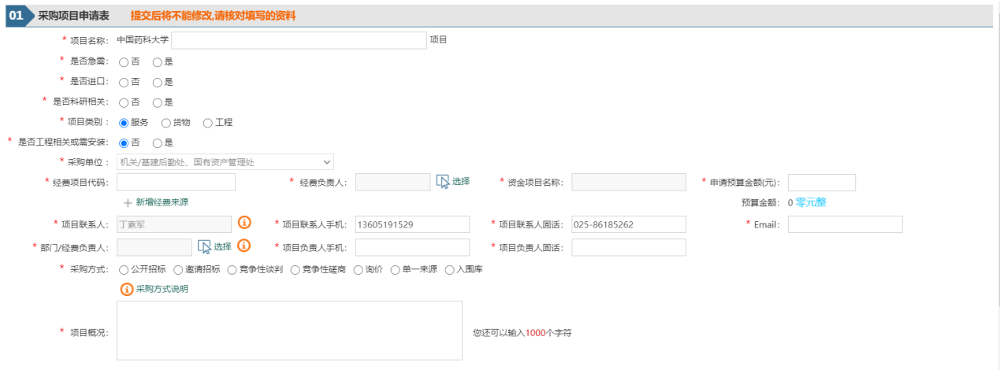 01 采购项目申请表 提交后将不能修改,请核对填写的资料
* 项目名称: 中国药科大学 项目
* 是否急需: 否 是
* 是否进口: 否 是
* 是否科研相关: 否 是
* 项目类别: 服务 货物 工程
* 是否工程相关或需安装: 否 是
* 采购单位: 机关/基建后勤处、国有资产管理处
* 经费项目代码: * 经费负责人: 选择 * 资金项目名称: * 申请预算金额(元):
新增经费来源 预算金额: 0 零元整
* 项目联系人: 丁素军 * 项目联系人手机: 13605191529 * 项目联系人固话: 025-86185262 * Email:
* 部门/经费负责人: 选择 * 项目负责人手机: * 项目负责人固话:
* 采购方式: 公开招标 邀请招标 竞争性谈判 竞争性磋商 询价 单一来源 入围库
采购方式说明
* 项目概况: 您还可以输入1000个字符